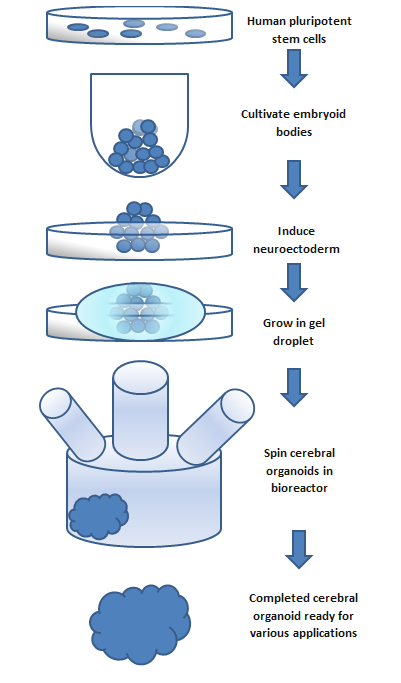 Human pluripotent
stem cells
Cultivate embryoid
bodies
Induce
neuroectoderm
Grow in gel
droplet
Spin cerebral
organoids in
bioreactor
Completed cerebral
organoid ready for
various applications